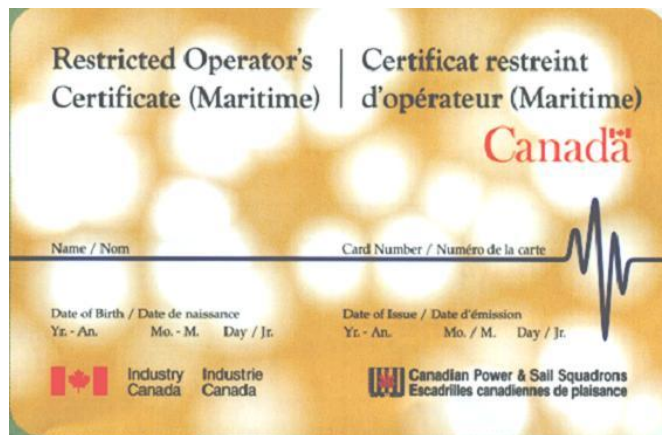 Restricted Operator's
Certificate (Maritime)
Certificat restreint
d'opérateur (Maritime)
Canada
Name / Nom
Card Number / Numéro de la carte
Date of Birth / Date de naissance
Yr. - An. Mo. - M. Day / Jr.
Date of Issue / Date d'émission
Yr. - An. Mo. / M. Day / Jr.
Industry Canada
Industrie Canada
Canadian Power & Sail Squadrons
Escadrilles canadiennes de plaisance